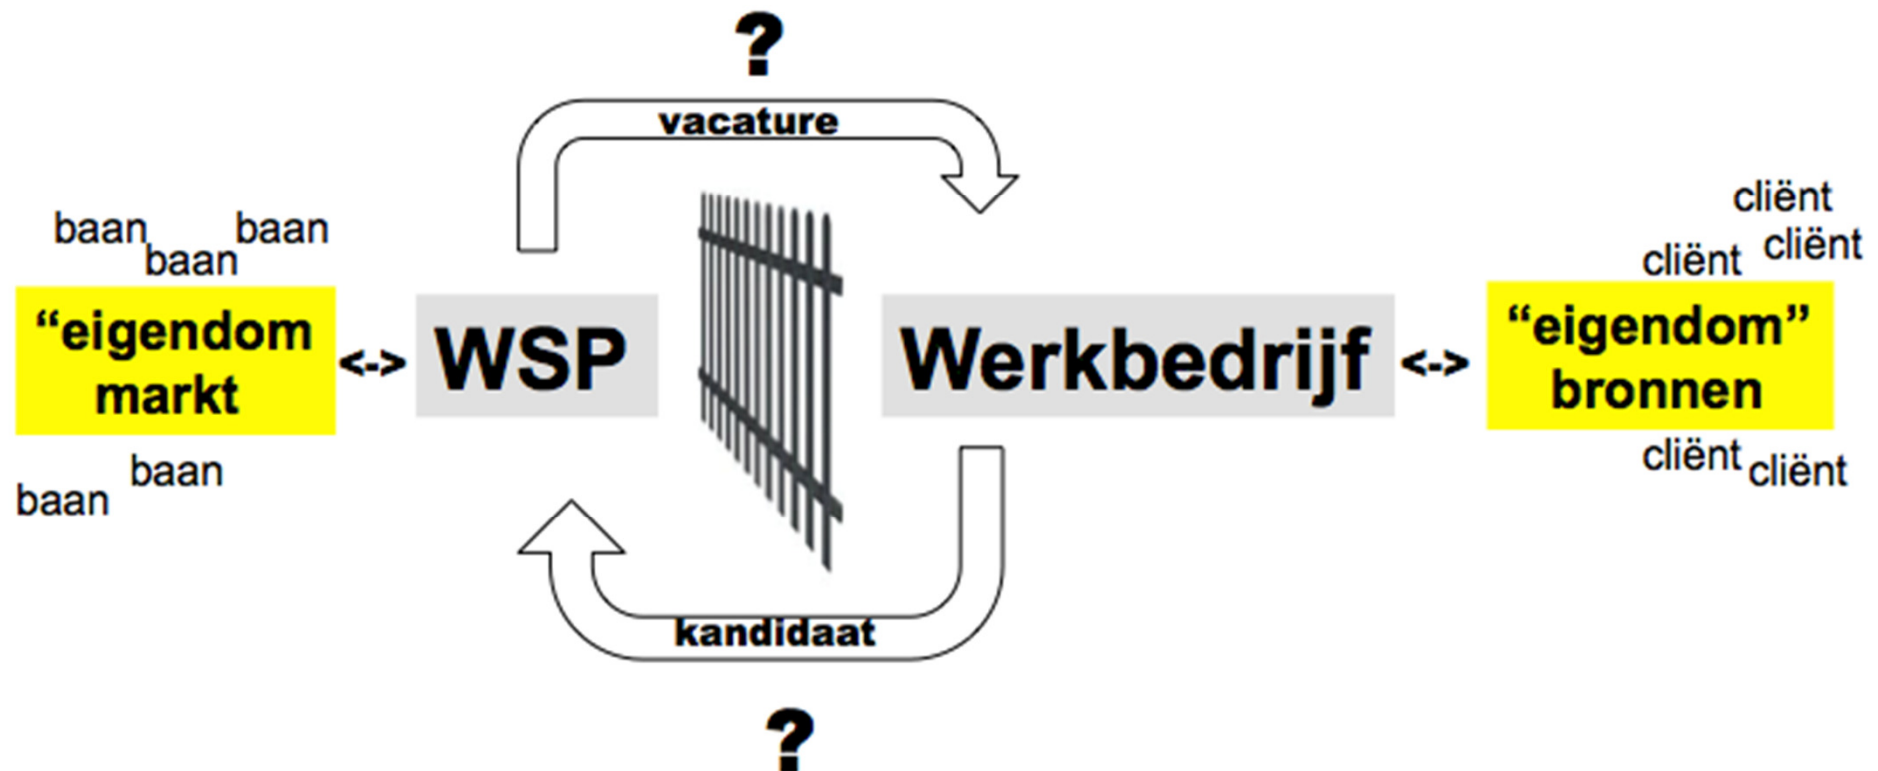 ?
vacature
baan
baan
baan
“eigendom
markt
<->
WSP
Werkbedrijf
<->
cliënt
cliënt
cliënt
“eigendom”
bronnen
baan
baan
cliënt
cliënt
kandidaat
?